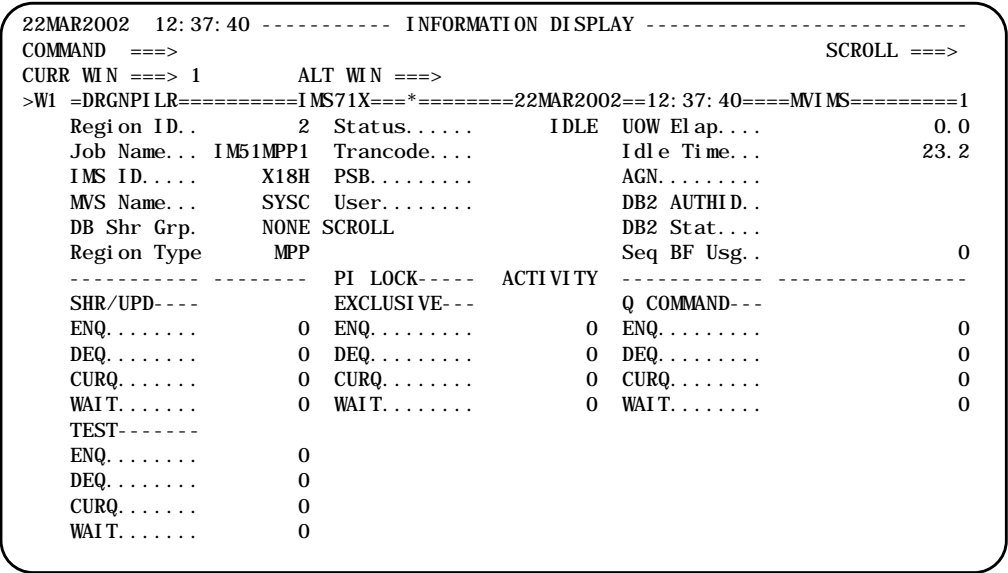 22MAR2002  12:37:40 ----------- INFORMATION DISPLAY ---------------------------
COMMAND  ===>                                                      SCROLL ===>
CURR WIN ===> 1        ALT WIN ===>
>W1 =DRGNPILR==========IMS71X===*========22MAR2002==12:37:40====MVIMS=========1
    Region ID..        2  Status......      IDLE  UOW Elap....              0.0
    Job Name... IM51MPP1  Trancode....            Idle Time...             23.2
    IMS ID.....     X18H  PSB.........            AGN.........
    MVS Name...     SYSC  User........            DB2 AUTHID..
    DB Shr Grp.     NONE SCROLL                   DB2 Stat....
    Region Type      MPP                          Seq BF Usg..                0
    ----------- --------  PI LOCK-----  ACTIVITY  ------------ ----------------
    SHR/UPD----           EXCLUSIVE---            Q COMMAND---
    ENQ........        0  ENQ.........         0  ENQ.........                0
    DEQ........        0  DEQ.........         0  DEQ.........                0
    CURQ.......        0  CURQ........         0  CURQ........                0
    WAIT.......        0  WAIT........         0  WAIT........                0
    TEST-------
    ENQ........        0
    DEQ........        0
    CURQ.......        0
    WAIT.......        0